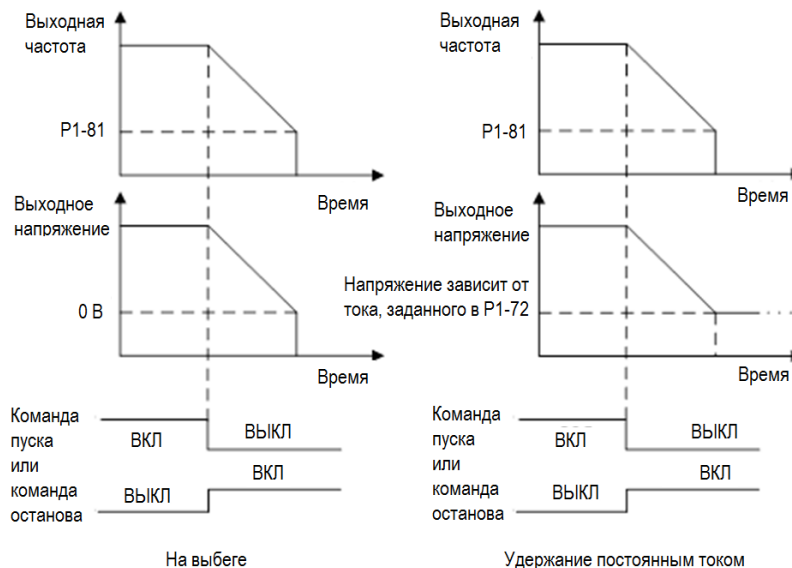 Выходная
частота
P1-81
Время
Выходное
напряжение
0 В
Время
Команда
пуска
или
команда
останова
ВКЛ
ВЫКЛ
ВЫКЛ
ВКЛ
На выбеге
Выходная
частота
P1-81
Время
Выходное
напряжение
Напряжение зависит от
тока, заданного в P1-72
Время
Команда
пуска
или
команда
останова
ВКЛ
ВЫКЛ
ВЫКЛ
ВКЛ
Удержание постоянным током